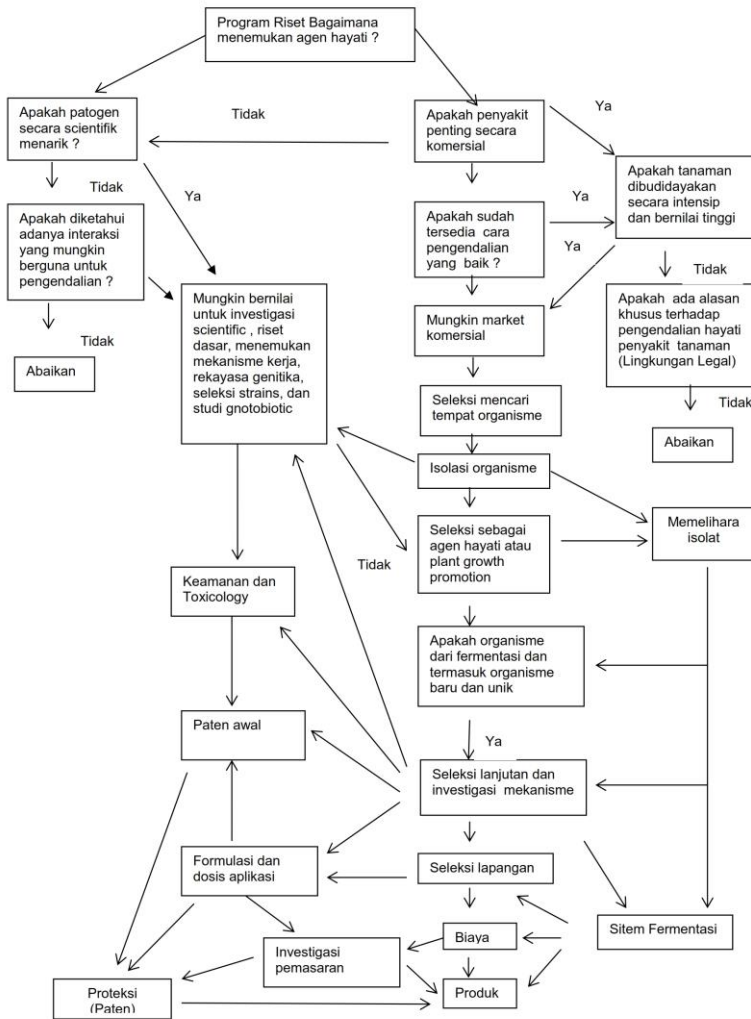 Program Riset Bagaimana
menemukan agen hayati ?
Apakah patogen
secara scientifik
menarik ?
Tidak
Apakah penyakit
penting secara
komersial
Ya
Tidak
Ya
Apakah tanaman
dibudidayakan
secara intensip
dan bernilai tinggi
Apakah diketahui
adanya interaksi
yang mungkin
berguna untuk
pengendalian ?
Apakah sudah
tersedia cara
pengendalian
yang baik ?
Ya
Ya
Tidak
Tidak
Abaikan
Mungkin bernilai
untuk investigasi
scientific , riset
dasar, menemukan
mekanisme kerja,
rekayasa genitika,
seleksi strains, dan
studi gnotobiotic
Mungkin market
komersial
Apakah ada alasan
khusus terhadap
pengendalian hayati
penyakit tanaman
(Lingkungan Legal)
Tidak
Abaikan
Seleksi mencari
tempat organisme
Isolasi organisme
Seleksi sebagai
agen hayati atau
plant growth
promotion
Memelihara
isolat
Tidak
Keamanan dan
Toxicology
Apakah organisme
dari fermentasi dan
termasuk organisme
baru dan unik
Paten awal
Ya
Seleksi lanjutan dan
investigasi mekanisme
Formulasi dan
dosis aplikasi
Seleksi lapangan
Sitem Fermentasi
Investigasi
pemasaran
Biaya
Proteksi
(Paten)
Produk